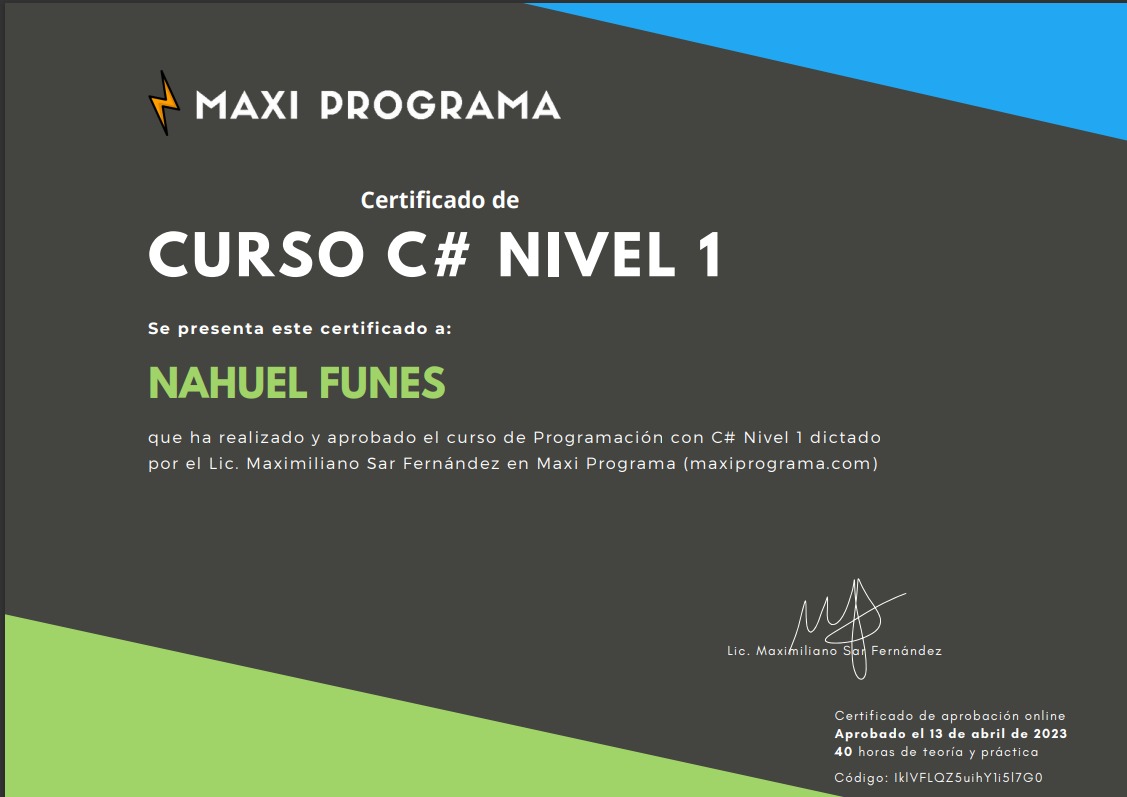 MAXI PROGRAMA
Certificado de
CURSO C# NIVEL 1
Se presenta este certificado a:
NAHUEL FUNES
que ha realizado y aprobado el curso de Programación con C# Nivel 1 dictado
por el Lic. Maximiliano Sar Fernández en Maxi Programa (maxiprograma.com)
Lic. Maximiliano Sar Fernández
Certificado de aprobación online
Aprobado el 13 de abril de 2023
40 horas de teoría y práctica
Código: IklVFLQZ5uihY1i5l7G0